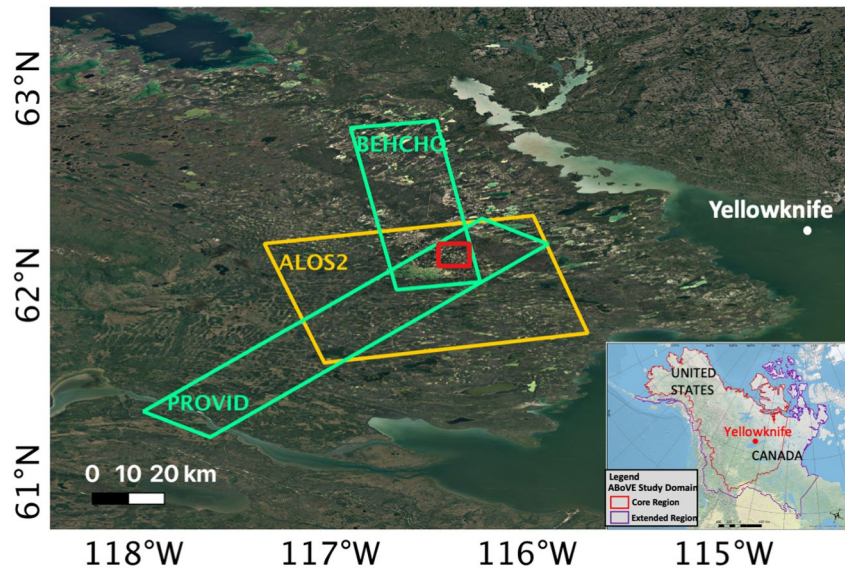 63°N
62°N
61°N
BEHCHO
ALOS2
PROVID
Yellowknife
0 10 20 km
118°W
117°W
116°W
115°W
UNITED
STATES
Yellowknife
CANADA
Legend
ABoVE Study Domain
Core Region
Extended Region